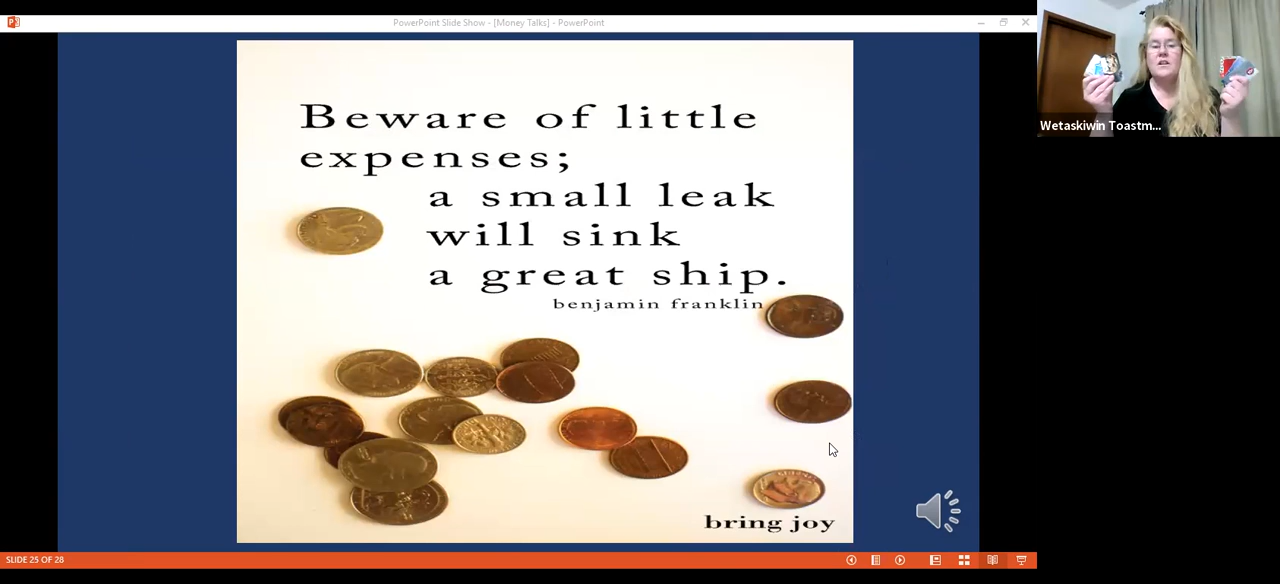 PowerPoint Slide Show - [Money Talks] - PowerPoint
Beware of little
expenses;
a small leak
will sink
a great ship.
benjamin franklin
bring joy
SLIDE 25 OF 28
Wetaskiwin Toastm...